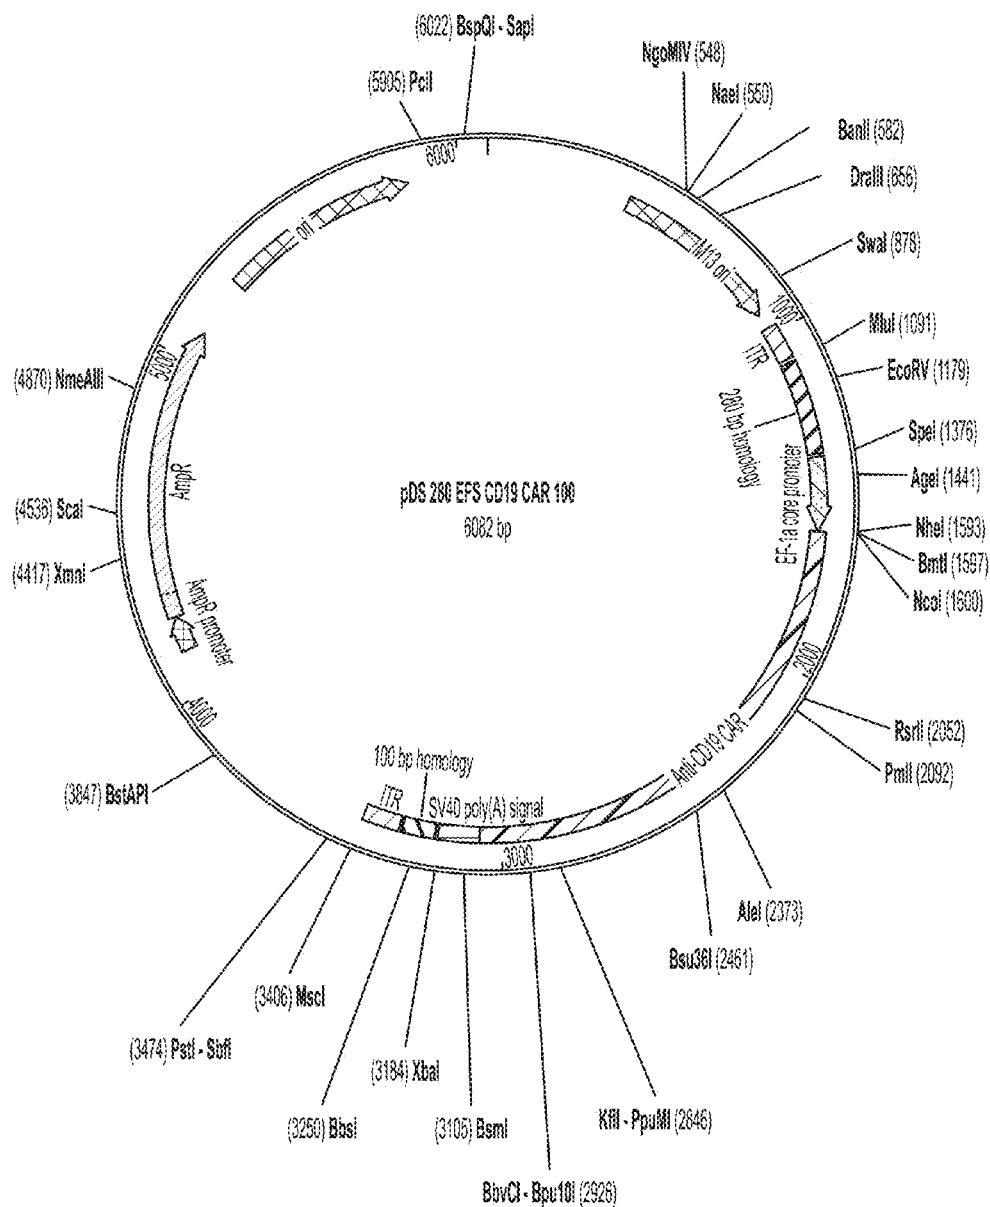 (6022) BspQI - SapI
(5905) PciI
NgoMIV (548)
NaeI (550)
BanII (582)
DraIII (656)
SwaI (878)
MluI (1091)
EcoRV (1179)
SpeI (1376)
AgeI (1441)
NheI (1593)
BmtI (1597)
NcoI (1600)
RsrII (2052)
PmlI (2092)
AleI (2373)
Bsu36I (2461)
KflI - PpuMI (2846)
BbvCI - Bpu10I (2926)
(3105) BsmI
(3184) XbaI
(3250) BbsI
(3406) MscI
(3474) PstI - SbfI
(3847) BstAPI
(4417) XmnI
(4536) ScaI
(4870) NmeAIII
6000
1000
2000
3000
4000
5000
ori
M13 ori
ITR
280 bp homology
EF-1a core promoter
Anti-CD19 CAR
SV40 poly(A) signal
100 bp homology
ITR
AmpR promoter
AmpR
pDS 280 EFS CD19 CAR 100
6082 bp